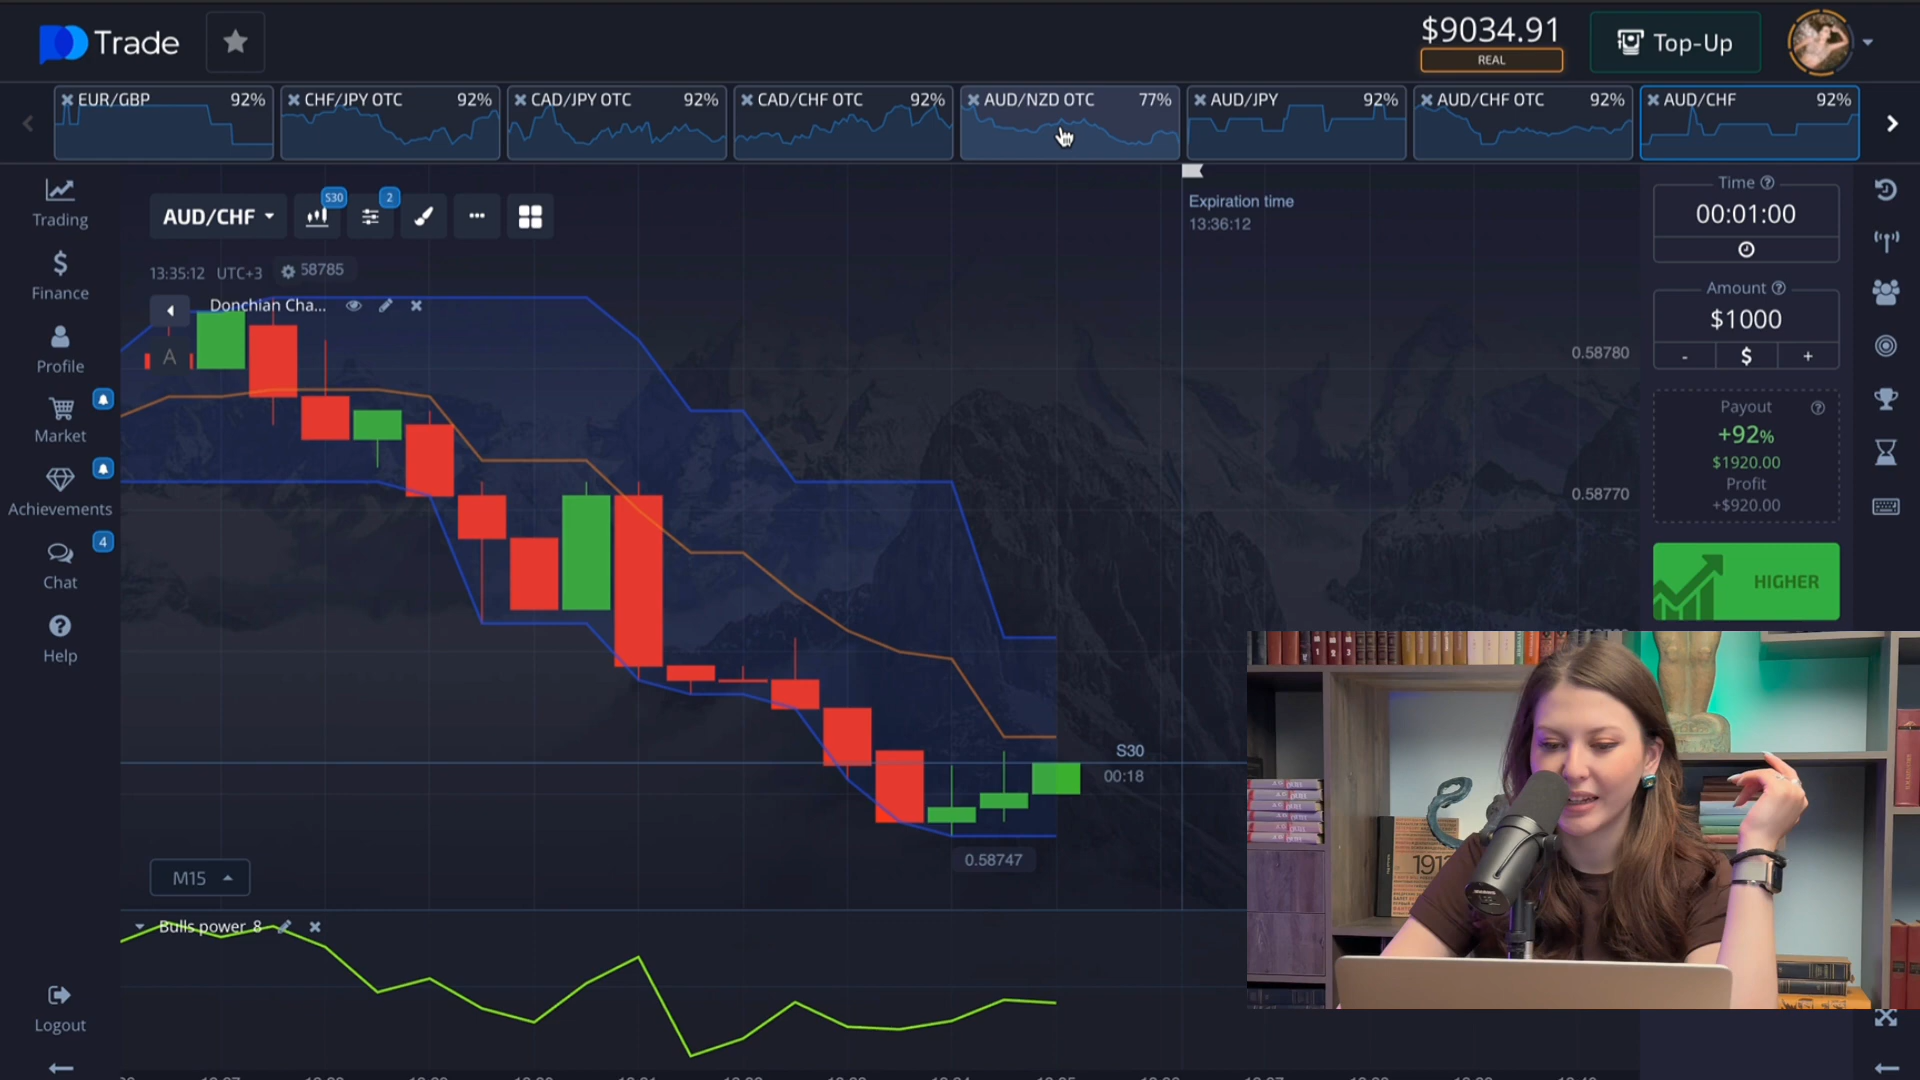 Trade
$9034.91
REAL
Top-Up
EUR/GBP 92%
CHF/JPY OTC 92%
CAD/JPY OTC 92%
CAD/CHF OTC 92%
AUD/NZD OTC 77%
AUD/JPY 92%
AUD/CHF OTC 92%
AUD/CHF 92%
Trading
Finance
Profile
Market
Achievements
4
Chat
Help
Logout
AUD/CHF
S30
2
13:35:12 UTC+3
58785
Donchian Cha...
A
Expiration time
13:36:12
0.58780
0.58770
S30
00:18
0.58747
M15
Bulls power 8
Time
00:01:00
Amount
$1000
- $ +
Payout
+92%
$1920.00
Profit
+$920.00
HIGHER
1 2 3
191